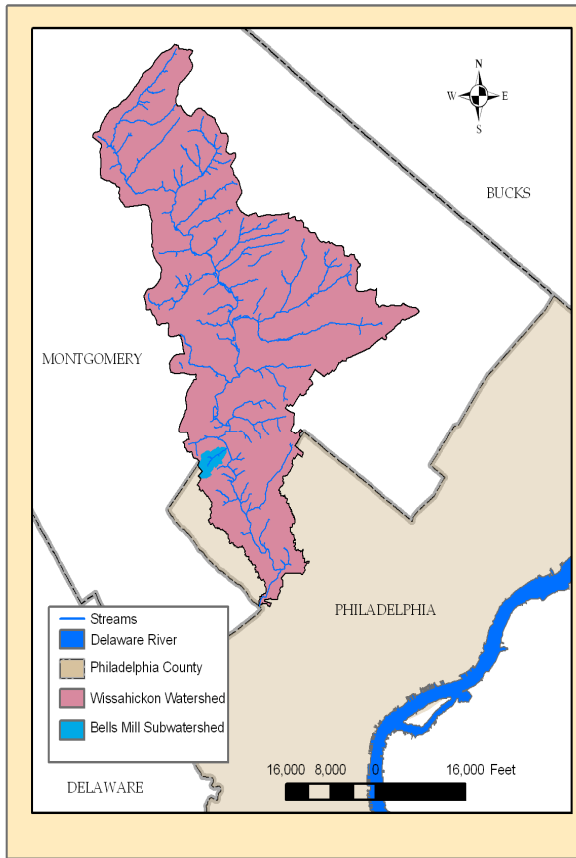 N
W E
S
BUCKS
MONTGOMERY
PHILADELPHIA
Streams
Delaware River
Philadelphia County
Wissahickon Watershed
Bells Mill Subwatershed
DELAWARE
16,000 8,000 0 16,000 Feet